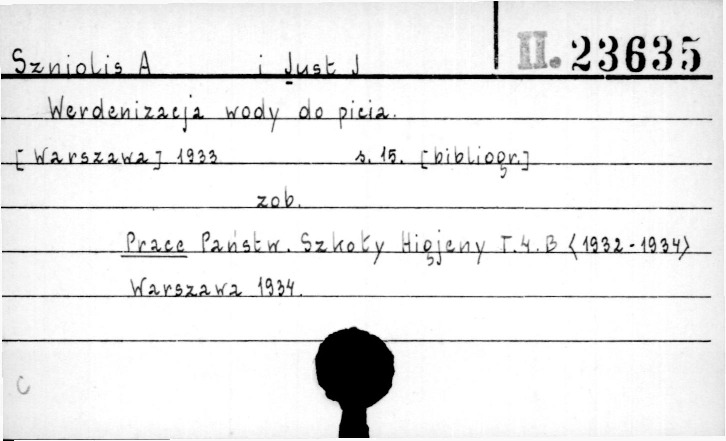 II. 23635
Szniolis A i Just J
Werdenizacja wody do picia.
[Warszawa] 1933 s. 15. [bibliogr.]
zob.
Prace Państw. Szkoły Higjeny T. 4. B <1932-1934>
Warszawa 1934.
C